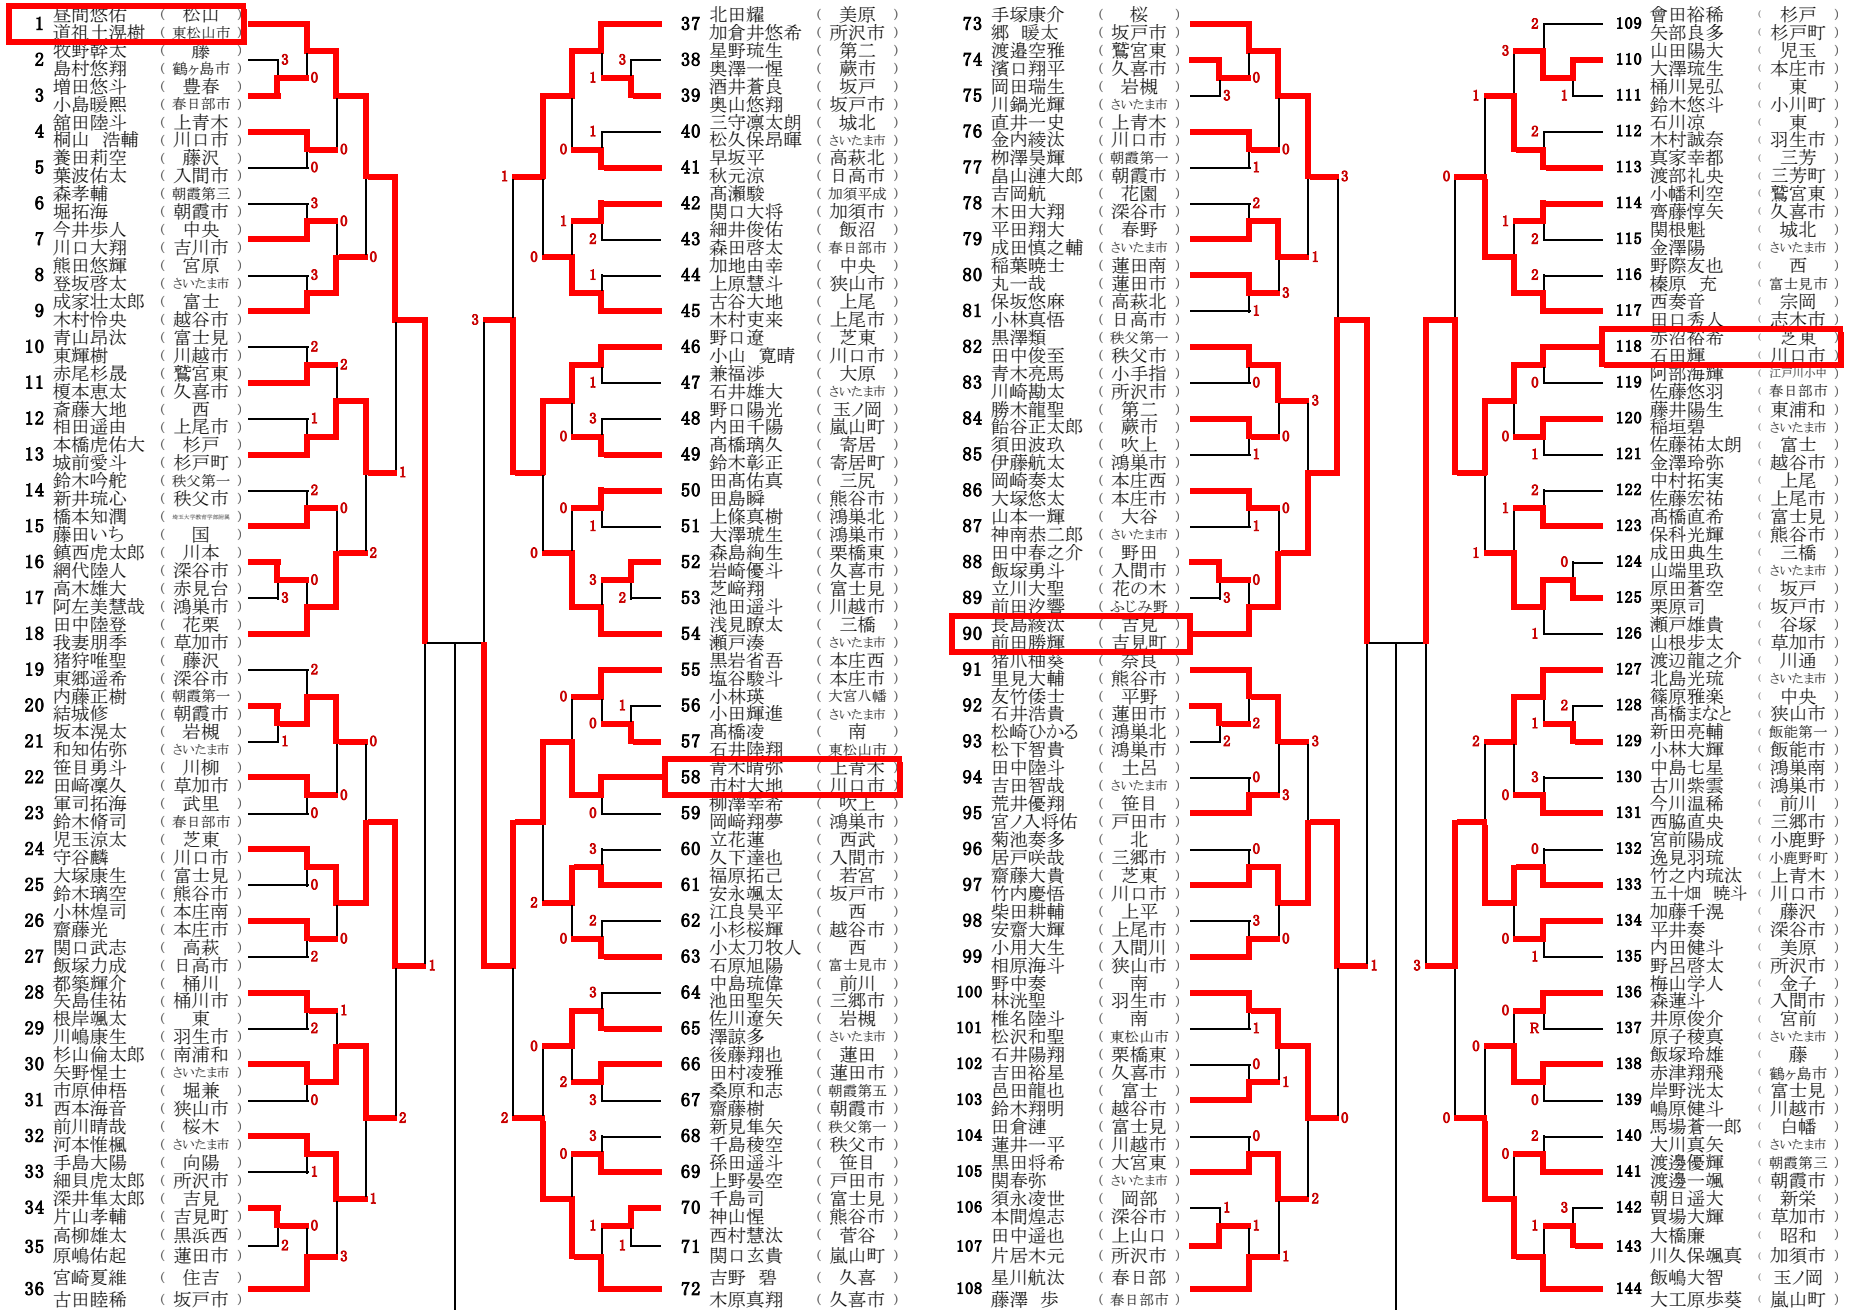 1 昼間悠佑 （ 松山 ）
道祖土滉樹 （ 東松山市 ）
2 牧野幹太 （ 藤 ）
島村悠翔 （ 鶴ヶ島市 ）
3 増田悠斗 （ 豊春 ）
小島暖熙 （ 春日部市 ）
4 舘田陸斗 （ 上青木 ）
桐山 浩輔 （ 川口市 ）
5 養田莉空 （ 藤沢 ）
葉波佑太 （ 入間市 ）
6 森孝輔 （ 朝霞第三 ）
堀拓海 （ 朝霞市 ）
7 今井歩人 （ 中央 ）
川口大翔 （ 吉川市 ）
8 熊田悠輝 （ 宮原 ）
登坂啓太 （ さいたま市 ）
9 成家壮太郎 （ 富士 ）
木村怜央 （ 越谷市 ）
10 青山昂汰 （ 富士見 ）
東輝樹 （ 川越市 ）
11 赤尾杉晟 （ 鷲宮東 ）
榎本恵太 （ 久喜市 ）
12 斎藤大地 （ 西 ）
相田遥由 （ 上尾市 ）
13 本橋虎佑大 （ 杉戸 ）
城前愛斗 （ 杉戸町 ）
14 鈴木吟舵 （ 秩父第一 ）
新井琉心 （ 秩父市 ）
15 橋本知潤 （ 埼玉大学教育学部附属 ）
藤田いち （ 国 ）
16 鎮西虎太郎 （ 川本 ）
網代陸人 （ 深谷市 ）
17 高木雄大 （ 赤見台 ）
阿左美慧哉 （ 鴻巣市 ）
18 田中陸登 （ 花栗 ）
我妻朋季 （ 草加市 ）
19 猪狩唯聖 （ 藤沢 ）
東郷遥希 （ 深谷市 ）
20 内藤正樹 （ 朝霞第一 ）
結城修 （ 朝霞市 ）
21 坂本滉太 （ 岩槻 ）
和知佑弥 （ さいたま市 ）
22 笹目勇斗 （ 川柳 ）
田﨑凜久 （ 草加市 ）
23 軍司拓海 （ 武里 ）
鈴木脩司 （ 春日部市 ）
24 児玉涼太 （ 芝東 ）
守谷麟 （ 川口市 ）
25 大塚康生 （ 富士見 ）
鈴木璃空 （ 熊谷市 ）
26 小林煌司 （ 本庄南 ）
齋藤光 （ 本庄市 ）
27 関口武志 （ 高萩 ）
飯塚力成 （ 日高市 ）
28 都築輝介 （ 桶川 ）
矢島佳祐 （ 桶川市 ）
29 根岸颯太 （ 東 ）
川嶋康生 （ 羽生市 ）
30 杉山倫太郎 （ 南浦和 ）
矢野惺士 （ さいたま市 ）
31 市原伸梧 （ 堀兼 ）
西本海音 （ 狭山市 ）
32 前川晴哉 （ 桜木 ）
河本惟楓 （ さいたま市 ）
33 手島大陽 （ 向陽 ）
細貝虎太郎 （ 所沢市 ）
34 深井隼太郎 （ 吉見 ）
片山孝輔 （ 吉見町 ）
35 高柳雄太 （ 黒浜西 ）
原嶋佑起 （ 蓮田市 ）
36 宮崎夏維 （ 住吉 ）
古田睦稀 （ 坂戸市 ）
37 北田耀 （ 美原 ）
加倉井悠希 （ 所沢市 ）
38 星野琉生 （ 第二 ）
奥澤一惺 （ 蕨市 ）
39 酒井蒼良 （ 坂戸 ）
奥山悠翔 （ 坂戸市 ）
40 三守凛太朗 （ 城北 ）
松久保昂暉 （ さいたま市 ）
41 早坂平 （ 高萩北 ）
秋元涼 （ 日高市 ）
42 髙瀨駿 （ 加須平成 ）
関口大将 （ 加須市 ）
43 細井俊佑 （ 飯沼 ）
森田啓太 （ 春日部市 ）
44 加地由幸 （ 中央 ）
上原慧斗 （ 狭山市 ）
45 古谷大地 （ 上尾 ）
木村吏来 （ 上尾市 ）
46 野口遼 （ 芝東 ）
小山 寛晴 （ 川口市 ）
47 兼福渉 （ 大原 ）
石井雄大 （ さいたま市 ）
48 野口陽光 （ 玉ノ岡 ）
内田千陽 （ 嵐山町 ）
49 髙橋璃久 （ 寄居 ）
鈴木彰正 （ 寄居町 ）
50 田髙佑真 （ 三尻 ）
田島瞬 （ 熊谷市 ）
51 上條真樹 （ 鴻巣北 ）
大澤琥生 （ 鴻巣市 ）
52 森島絢生 （ 栗橋東 ）
岩崎優斗 （ 久喜市 ）
53 芝﨑翔 （ 富士見 ）
池田遥斗 （ 川越市 ）
54 浅見瞭太 （ 三橋 ）
瀬戸湊 （ さいたま市 ）
55 黒岩省吾 （ 本庄西 ）
塩谷駿斗 （ 本庄市 ）
56 小林瑛 （ 大宮八幡 ）
小田輝進 （ さいたま市 ）
57 髙橋凌 （ 南 ）
石井陸翔 （ 東松山市 ）
58 青木晴弥 （ 上青木 ）
市村大地 （ 川口市 ）
59 柳澤幸希 （ 吹上 ）
岡﨑翔夢 （ 鴻巣市 ）
60 立花蓮 （ 西武 ）
久下達也 （ 入間市 ）
61 福原拓己 （ 若宮 ）
安永颯太 （ 坂戸市 ）
62 江良昊平 （ 西 ）
小杉桜輝 （ 越谷市 ）
63 小太刀牧人 （ 西 ）
石原旭陽 （ 富士見市 ）
64 中島琉偉 （ 前川 ）
池田聖矢 （ 三郷市 ）
65 佐川遼矢 （ 岩槻 ）
澤諒多 （ さいたま市 ）
66 後藤翔也 （ 蓮田 ）
田村凌雅 （ 蓮田市 ）
67 桑原和志 （ 朝霞第五 ）
齋藤樹 （ 朝霞市 ）
68 新見隼矢 （ 秩父第一 ）
千島稜空 （ 秩父市 ）
69 孫田遥斗 （ 笹目 ）
上野晏空 （ 戸田市 ）
70 千島司 （ 富士見 ）
神山惺 （ 熊谷市 ）
71 西村慧汰 （ 菅谷 ）
関口玄貴 （ 嵐山町 ）
72 吉野 碧 （ 久喜 ）
木原真翔 （ 久喜市 ）
73 手塚康介 （ 桜 ）
郷 暖太 （ 坂戸市 ）
74 渡邉空雅 （ 鷲宮東 ）
濱口翔平 （ 久喜市 ）
75 岡田瑞生 （ 岩槻 ）
川鍋光輝 （ さいたま市 ）
76 直井一史 （ 上青木 ）
金内綾汰 （ 川口市 ）
77 栁澤昊輝 （ 朝霞第一 ）
畠山漣大郎 （ 朝霞市 ）
78 吉岡航 （ 花園 ）
木田大翔 （ 深谷市 ）
79 平田翔大 （ 春野 ）
成田慎之輔 （ さいたま市 ）
80 稲葉暁士 （ 蓮田南 ）
丸一哉 （ 蓮田市 ）
81 保坂悠麻 （ 高萩北 ）
小林真悟 （ 日高市 ）
82 黒澤類 （ 秩父第一 ）
田中俊至 （ 秩父市 ）
83 青木亮馬 （ 小手指 ）
川崎勘太 （ 所沢市 ）
84 勝木龍聖 （ 第二 ）
飴谷正太郎 （ 蕨市 ）
85 須田波玖 （ 吹上 ）
伊藤航太 （ 鴻巣市 ）
86 岡崎奏太 （ 本庄西 ）
大塚悠太 （ 本庄市 ）
87 山本一輝 （ 大谷 ）
神南恭二郎 （ さいたま市 ）
88 田中春之介 （ 野田 ）
飯塚勇斗 （ 入間市 ）
89 立川大聖 （ 花の木 ）
前田汐響 （ ふじみ野 ）
90 長島綾汰 （ 吉見 ）
前田勝輝 （ 吉見町 ）
91 猪爪柚葵 （ 奈良 ）
里見大輔 （ 熊谷市 ）
92 友竹倭士 （ 平野 ）
石井浩貴 （ 蓮田市 ）
93 松崎ひかる （ 鴻巣北 ）
松下智貴 （ 鴻巣市 ）
94 田中陸斗 （ 土呂 ）
吉田智哉 （ さいたま市 ）
95 荒井優翔 （ 笹目 ）
宮ノ入将佑 （ 戸田市 ）
96 菊池奏多 （ 北 ）
居戸咲哉 （ 三郷市 ）
97 齋藤大貴 （ 芝東 ）
竹内慶悟 （ 川口市 ）
98 柴田耕輔 （ 上平 ）
安齋大輝 （ 上尾市 ）
99 小用大生 （ 入間川 ）
相原海斗 （ 狭山市 ）
100 野中奏 （ 南 ）
林洸聖 （ 羽生市 ）
101 椎名陸斗 （ 南 ）
松沢和聖 （ 東松山市 ）
102 石井陽翔 （ 栗橋東 ）
吉田裕星 （ 久喜市 ）
103 邑田龍也 （ 富士 ）
鈴木翔明 （ 越谷市 ）
104 田倉漣 （ 富士見 ）
蓮井一平 （ 川越市 ）
105 黒田将希 （ 大宮東 ）
関春弥 （ さいたま市 ）
106 須永凌世 （ 岡部 ）
本間煌志 （ 深谷市 ）
107 田中遥也 （ 上山口 ）
片居木元 （ 所沢市 ）
108 星川航汰 （ 春日部 ）
藤澤 歩 （ 春日部市 ）
109 會田裕稀 （ 杉戸 ）
矢部良多 （ 杉戸町 ）
110 山田陽大 （ 児玉 ）
大澤琉生 （ 本庄市 ）
111 桶川晃弘 （ 東 ）
鈴木悠斗 （ 小川町 ）
112 石川凉 （ 東 ）
木村誠奈 （ 羽生市 ）
113 真家幸都 （ 三芳 ）
渡部礼央 （ 三芳町 ）
114 小幡利空 （ 鷲宮東 ）
齊藤惇矢 （ 久喜市 ）
115 関根魁 （ 城北 ）
金澤陽 （ さいたま市 ）
116 野際友也 （ 西 ）
榛原 充 （ 富士見市 ）
117 西奏音 （ 宗岡 ）
田口秀人 （ 志木市 ）
118 赤沼裕希 （ 芝東 ）
石田輝 （ 川口市 ）
119 阿部海輝 （ 江戸川小中 ）
佐藤悠羽 （ 春日部市 ）
120 藤井陽生 （ 東浦和 ）
稲垣碧 （ さいたま市 ）
121 佐藤祐太朗 （ 富士 ）
金澤玲弥 （ 越谷市 ）
122 中村拓実 （ 上尾 ）
佐藤宏祐 （ 上尾市 ）
123 髙橋直希 （ 富士見 ）
保科光輝 （ 熊谷市 ）
124 成田典生 （ 三橋 ）
山端里玖 （ さいたま市 ）
125 原田蒼空 （ 坂戸 ）
栗原司 （ 坂戸市 ）
126 瀬戸雄貴 （ 谷塚 ）
山根歩太 （ 草加市 ）
127 渡辺龍之介 （ 川通 ）
北島光琉 （ さいたま市 ）
128 篠原雅楽 （ 中央 ）
髙橋まなと （ 狭山市 ）
129 新田亮輔 （ 飯能第一 ）
小林大輝 （ 飯能市 ）
130 中島七星 （ 鴻巣南 ）
古川紫雲 （ 鴻巣市 ）
131 今川温稀 （ 前川 ）
西脇直央 （ 三郷市 ）
132 宮前陽成 （ 小鹿野 ）
逸見羽琉 （ 小鹿野町 ）
133 竹之内琉汰 （ 上青木 ）
五十畑 暁斗 （ 川口市 ）
134 加藤千滉 （ 藤沢 ）
平井奏 （ 深谷市 ）
135 内田健斗 （ 美原 ）
野呂啓太 （ 所沢市 ）
136 梅山学人 （ 金子 ）
森蓮斗 （ 入間市 ）
137 井原俊介 （ 宮前 ）
原子稜真 （ さいたま市 ）
138 飯塚玲雄 （ 藤 ）
赤津翔飛 （ 鶴ヶ島市 ）
139 岸野洸太 （ 富士見 ）
嶋原健斗 （ 川越市 ）
140 馬場蒼一郎 （ 白幡 ）
大川真矢 （ さいたま市 ）
141 渡邊優輝 （ 朝霞第三 ）
渡邊一颯 （ 朝霞市 ）
142 朝日遥大 （ 新栄 ）
買場大輝 （ 草加市 ）
143 大橋廉 （ 昭和 ）
川久保颯真 （ 加須市 ）
144 飯嶋大智 （ 玉ノ岡 ）
大工原歩葵 （ 嵐山町 ）